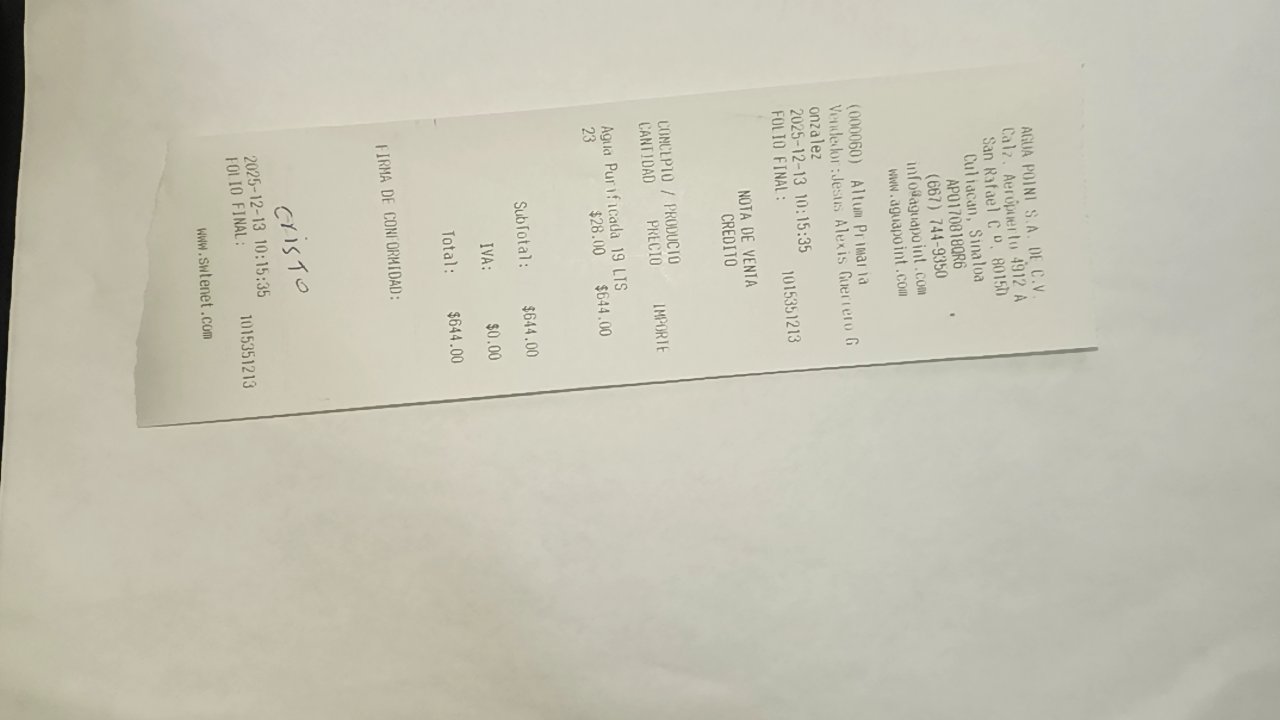 AGUA POINT S.A. DE C.V.
Calz. Aeropuerto 4912 A
San Rafael C.P. 80150
Culiacan, Sinaloa
APO170818QR6
(667) 744-9350
info@aguapoint.com
www.aguapoint.com
(000060) Altum Primaria
Vendedor:Jesus Alexis Guerrero G
onzalez
2025-12-13 10:15:35
FOLIO FINAL: 1015351213
NOTA DE VENTA
CREDITO
CONCEPTO / PRODUCTO
CANTIDAD PRECIO IMPORTE
Agua Purificada 19 LTS
23 $28.00 $644.00
SubTotal: $644.00
IVA: $0.00
Total: $644.00
FIRMA DE CONFORMIDAD:
CrisTo
2025-12-13 10:15:35
FOLIO FINAL: 1015351213
www.swtenet.com